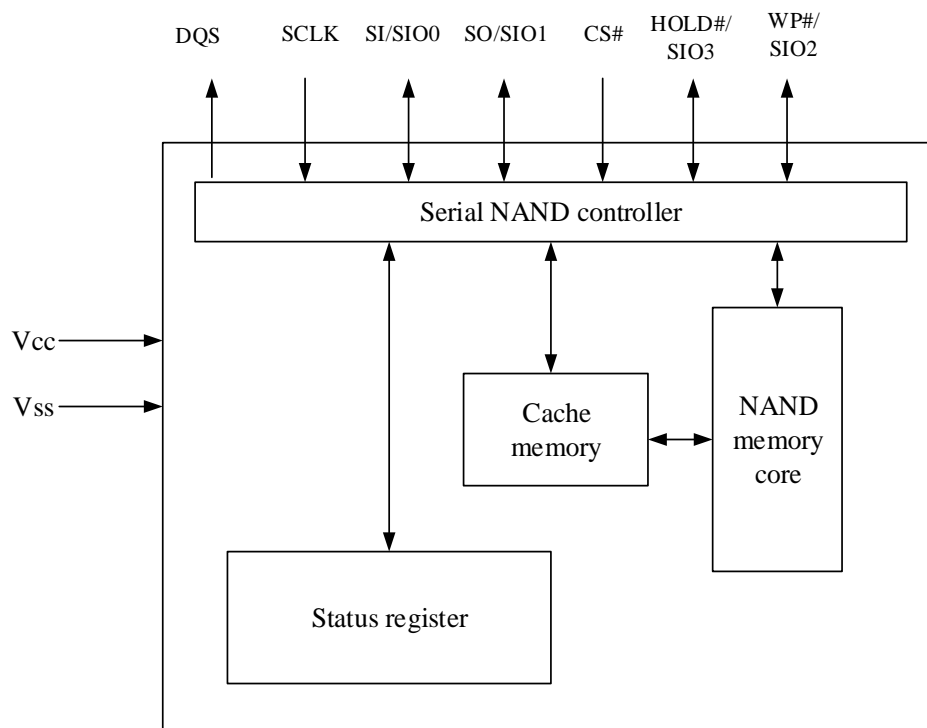 DQS
SCLK
SI/SIO0
SO/SIO1
CS#
HOLD#/
SIO3
WP#/
SIO2
Serial NAND controller
Vcc
Vss
Cache
memory
NAND
memory
core
Status register